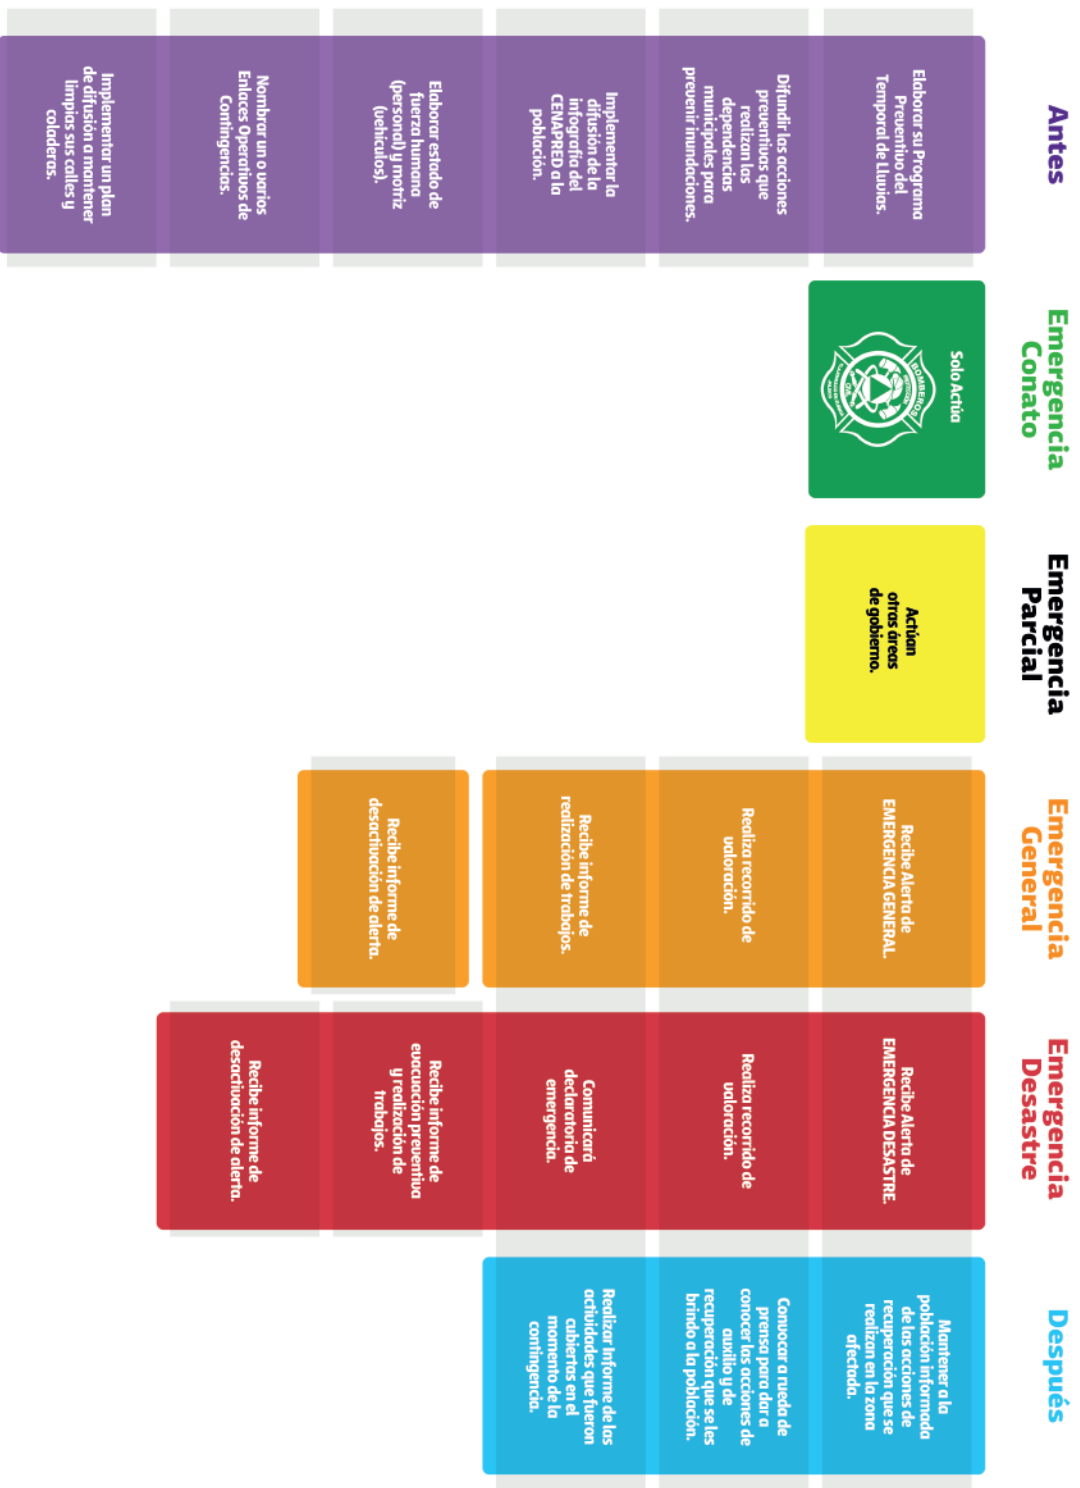 Antes
Elaborar su Programa
Preventivo del
Temporal de Lluvias.
Difundir las acciones
preventivas que
realizan las
dependencias
municipales para
prevenir inundaciones.
Implementar la
difusión de la
infografía del
CENAPRED a la
población.
Elaborar estado de
fuerza humana
(personal) y motriz
(vehículos).
Nombrar un o varios
Enlaces Operativos de
Contingencias.
Implementar un plan
de difusión a mantener
limpias sus calles y
coladeras.
Emergencia
Conato
Solo Actúa
BOMBEROS
CIVIL
Emergencia
Parcial
Actúan
otras áreas
de gobierno.
Emergencia
General
Recibe Alerta de
EMERGENCIA GENERAL.
Realiza recorrido de
valoración.
Recibe informe de
realización de trabajos.
Recibe informe de
desactivación de alerta.
Emergencia
Desastre
Recibe Alerta de
EMERGENCIA DESASTRE.
Realiza recorrido de
valoración.
Comunicará
declaratoria de
emergencia.
Recibe informe de
evacuación preventiva
y realización de
trabajos.
Recibe informe de
desactivación de alerta.
Después
Mantener a la
población informada
de las acciones de
recuperación que se
realizan en la zona
afectada.
Convocar a rueda de
prensa para dar a
conocer las acciones de
auxilio y de
recuperación que se les
brindo a la población.
Realizar Informe de las
actividades que fueron
cubiertas en el
momento de la
contingencia.